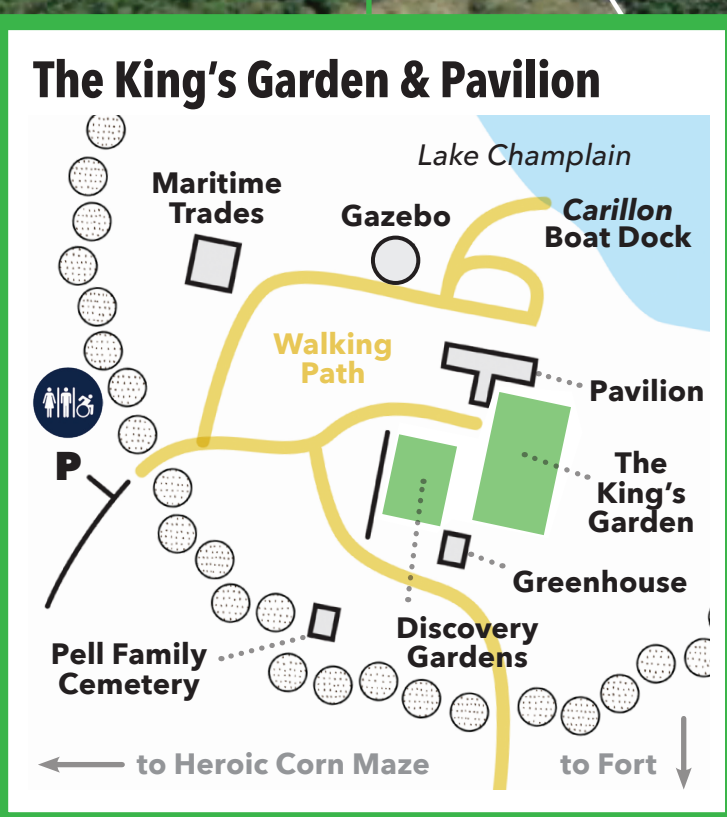 The King's Garden & Pavilion
Lake Champlain
Maritime
Trades
Gazebo
Carillon
Boat Dock
Walking
Path
Pavilion
P
The
King's
Garden
Greenhouse
Discovery
Gardens
Pell Family
Cemetery
to Heroic Corn Maze
to Fort